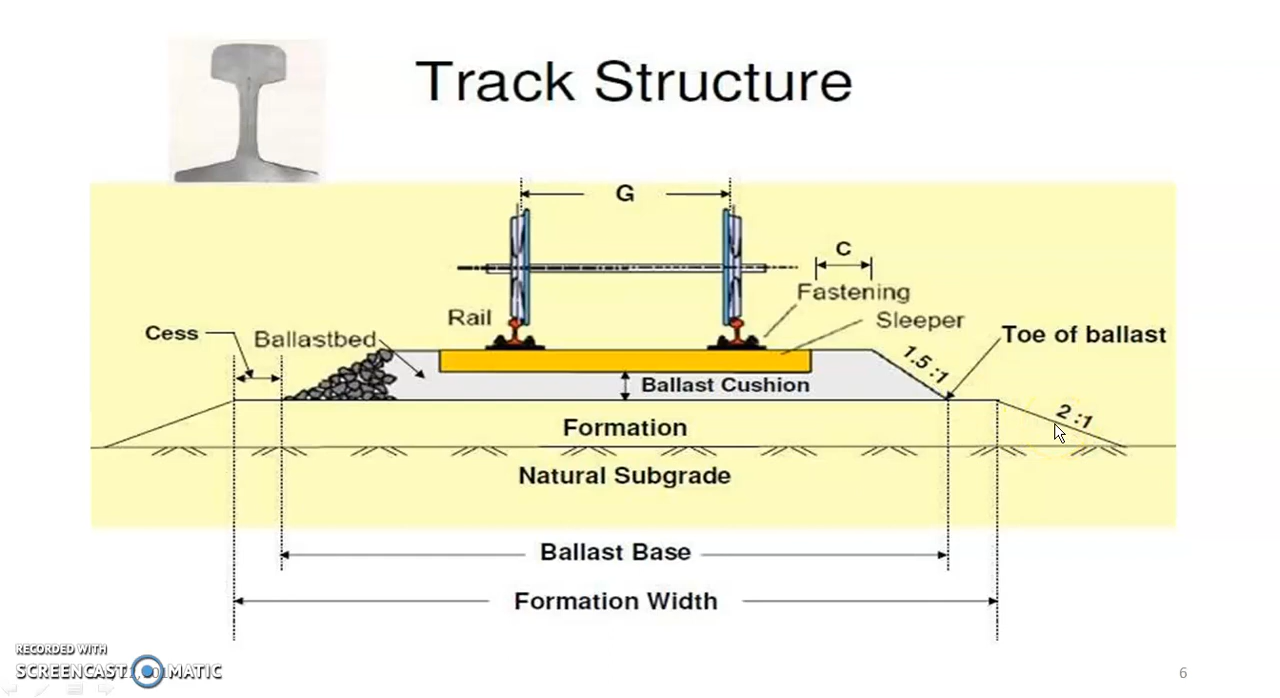 Track Structure
G
C
Fastening
Rail
Sleeper
Cess
Ballastbed
Toe of ballast
1.5 :1
Ballast Cushion
2 :1
Formation
Natural Subgrade
Ballast Base
Formation Width
RECORDED WITH
SCREENCAST MATIC
6